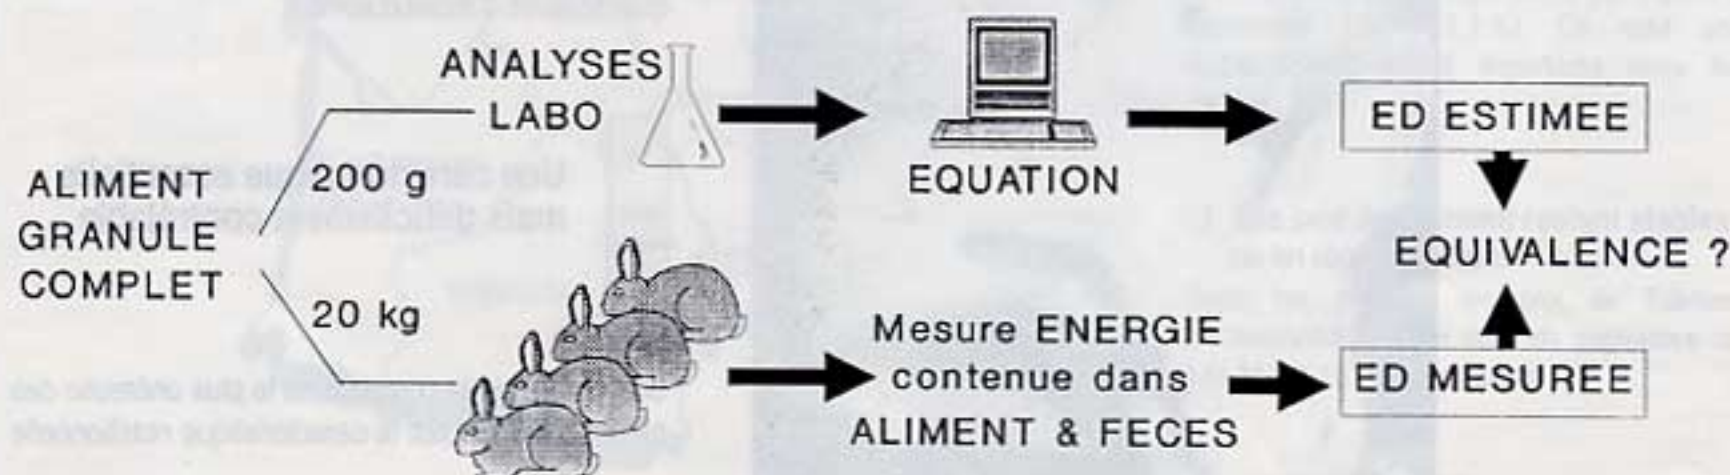 ALIMENT
GRANULE
COMPLET
200 g
20 kg
ANALYSES
LABO
EQUATION
ED ESTIMEE
EQUIVALENCE ?
Mesure ENERGIE
contenue dans
ALIMENT & FECES
ED MESUREE